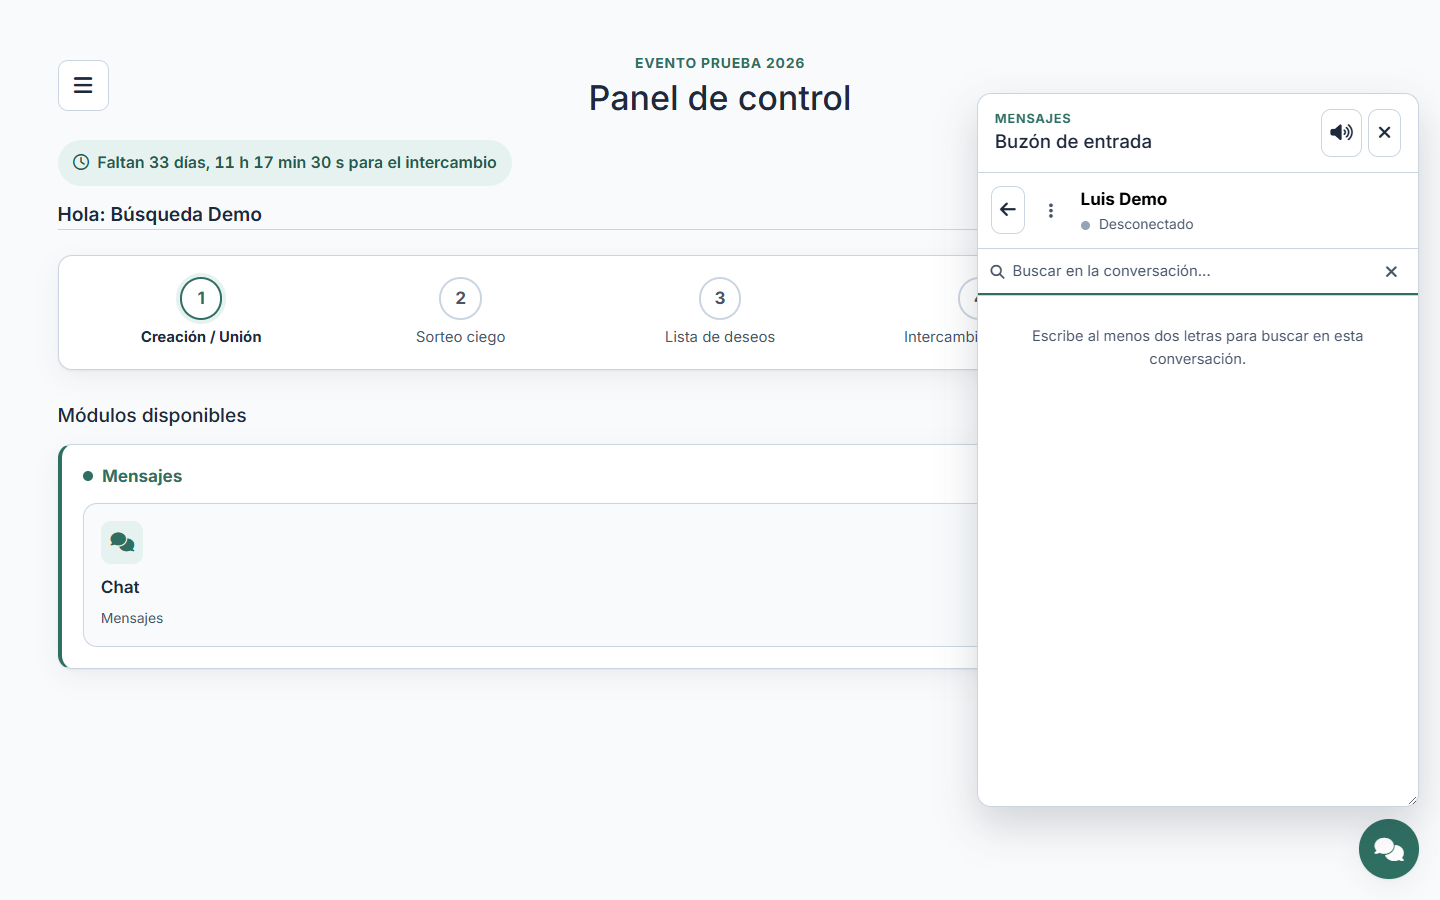 EVENTO PRUEBA 2026
Panel de control
Faltan 33 días, 11 h 17 min 30 s para el intercambio
Hola: Búsqueda Demo
1
Creación / Unión
2
Sorteo ciego
3
Lista de deseos
Módulos disponibles
Mensajes
Chat
Mensajes
MENSAJES
Buzón de entrada
Luis Demo
Desconectado
Buscar en la conversación...
Escribe al menos dos letras para buscar en esta
conversación.